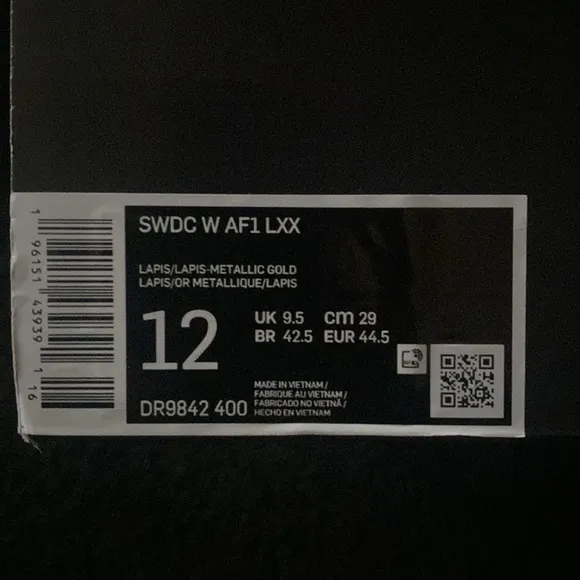 SWDC W AF1 LXX
LAPIS/LAPIS-METALLIC GOLD
LAPIS/OR METALLIQUE/LAPIS
12
UK 9.5 cm 29
BR 42.5 EUR 44.5
MADE IN VIETNAM /
FABRIQUE AU VIETNAM /
FABRICADO NO VIETNÃ /
HECHO EN VIETNAM
DR9842 400
1 96151 43939 1 16